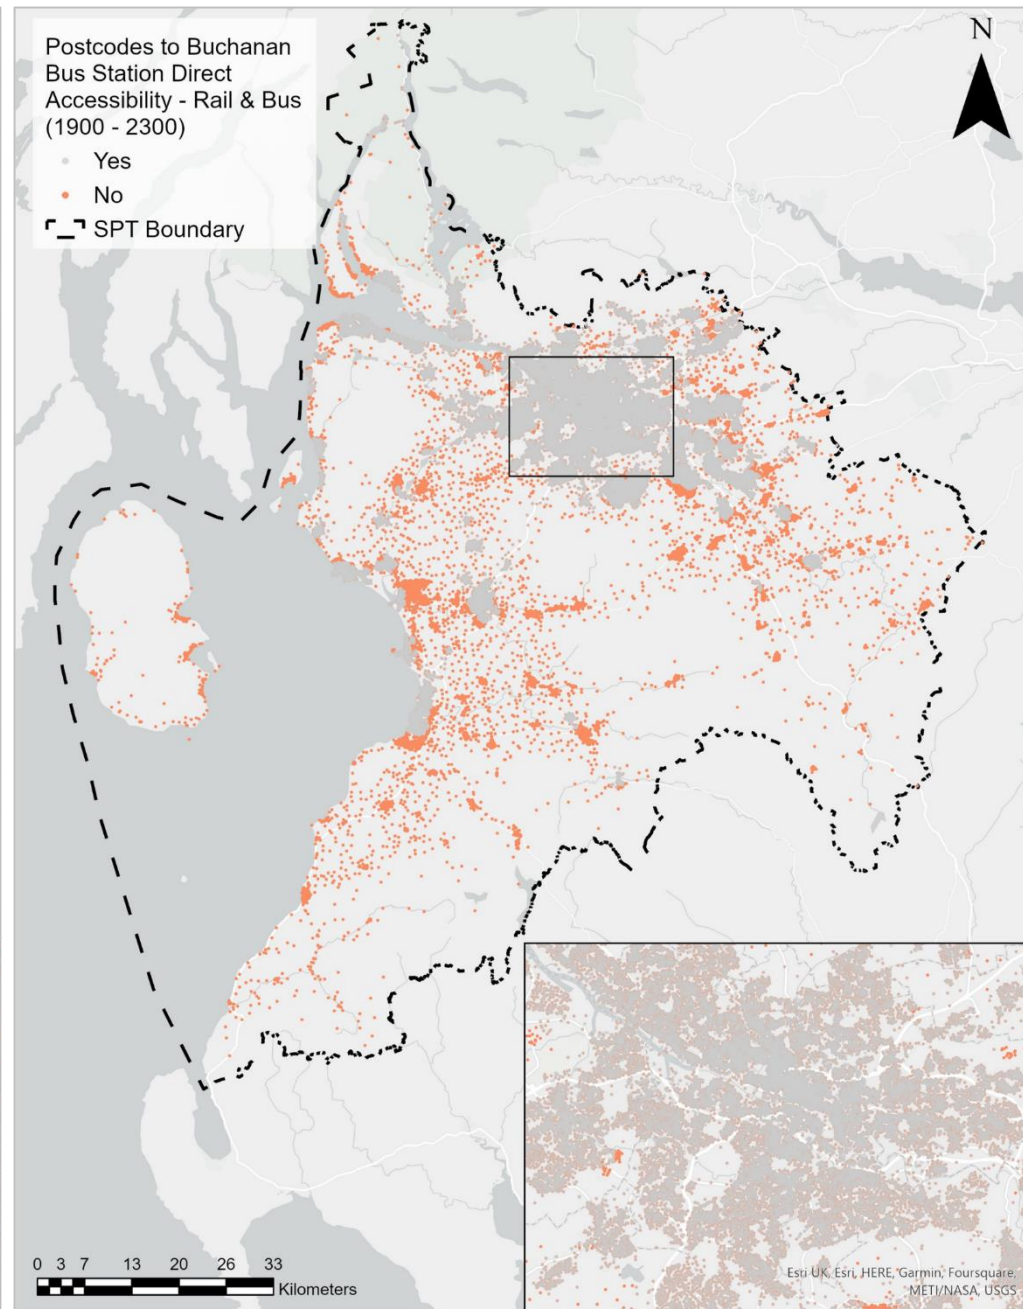 Postcodes to Buchanan
Bus Station Direct
Accessibility - Rail & Bus
(1900 - 2300)
Yes
No
SPT Boundary
N
0 3 7 13 20 26 33
Kilometers
Esri UK, Esri, HERE, Garmin, Foursquare,
METI/NASA, USGS